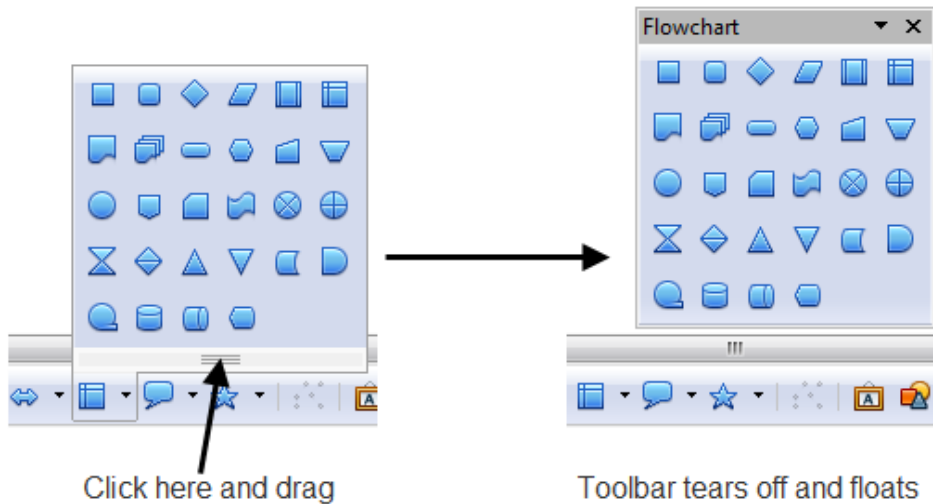 Flowchart
A
A
Click here and drag
Toolbar tears off and floats